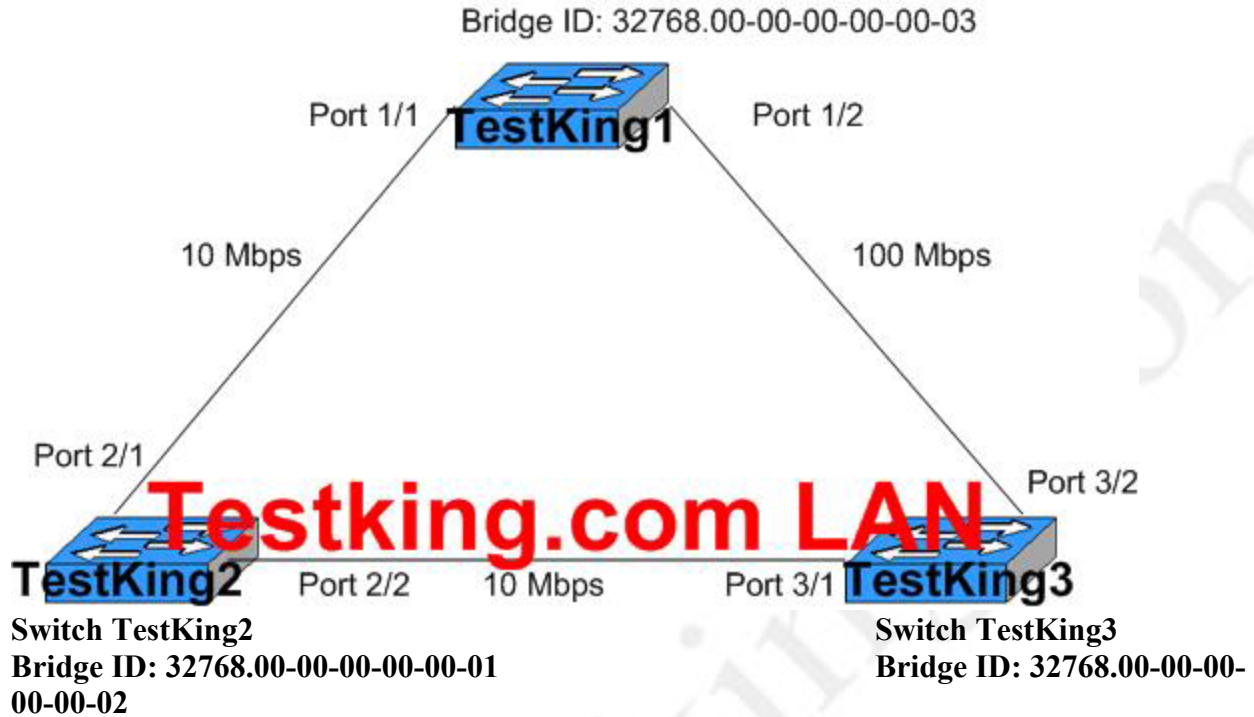 Bridge ID: 32768.00-00-00-00-00-03
Port 1/1
TestKing1
Port 1/2
10 Mbps
100 Mbps
Port 2/1
Port 3/2
Testking.com LAN
TestKing2
Port 2/2
10 Mbps
Port 3/1
TestKing3
Switch TestKing2
Switch TestKing3
Bridge ID: 32768.00-00-00-00-00-01
Bridge ID: 32768.00-00-00-
00-00-02